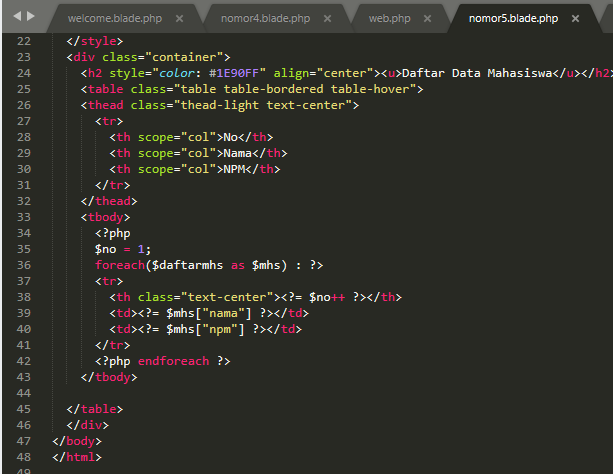 welcome.blade.php × nomor4.blade.php × web.php × nomor5.blade.php ×
22 </style>
23 <div class="container">
24 <h2 style="color: #1E90FF" align="center"><u>Daftar Data Mahasiswa</u></h2>
25 <table class="table table-bordered table-hover">
26 <thead class="thead-light text-center">
27 <tr>
28 <th scope="col">No</th>
29 <th scope="col">Nama</th>
30 <th scope="col">NPM</th>
31 </tr>
32 </thead>
33 <tbody>
34 <?php
35 $no = 1;
36 foreach($daftarmhs as $mhs) : ?>
37 <tr>
38 <th class="text-center"><?= $no++ ?></th>
39 <td><?= $mhs["nama"] ?></td>
40 <td><?= $mhs["npm"] ?></td>
41 </tr>
42 <?php endforeach ?>
43 </tbody>
44
45 </table>
46 </div>
47 </body>
48 </html>
49